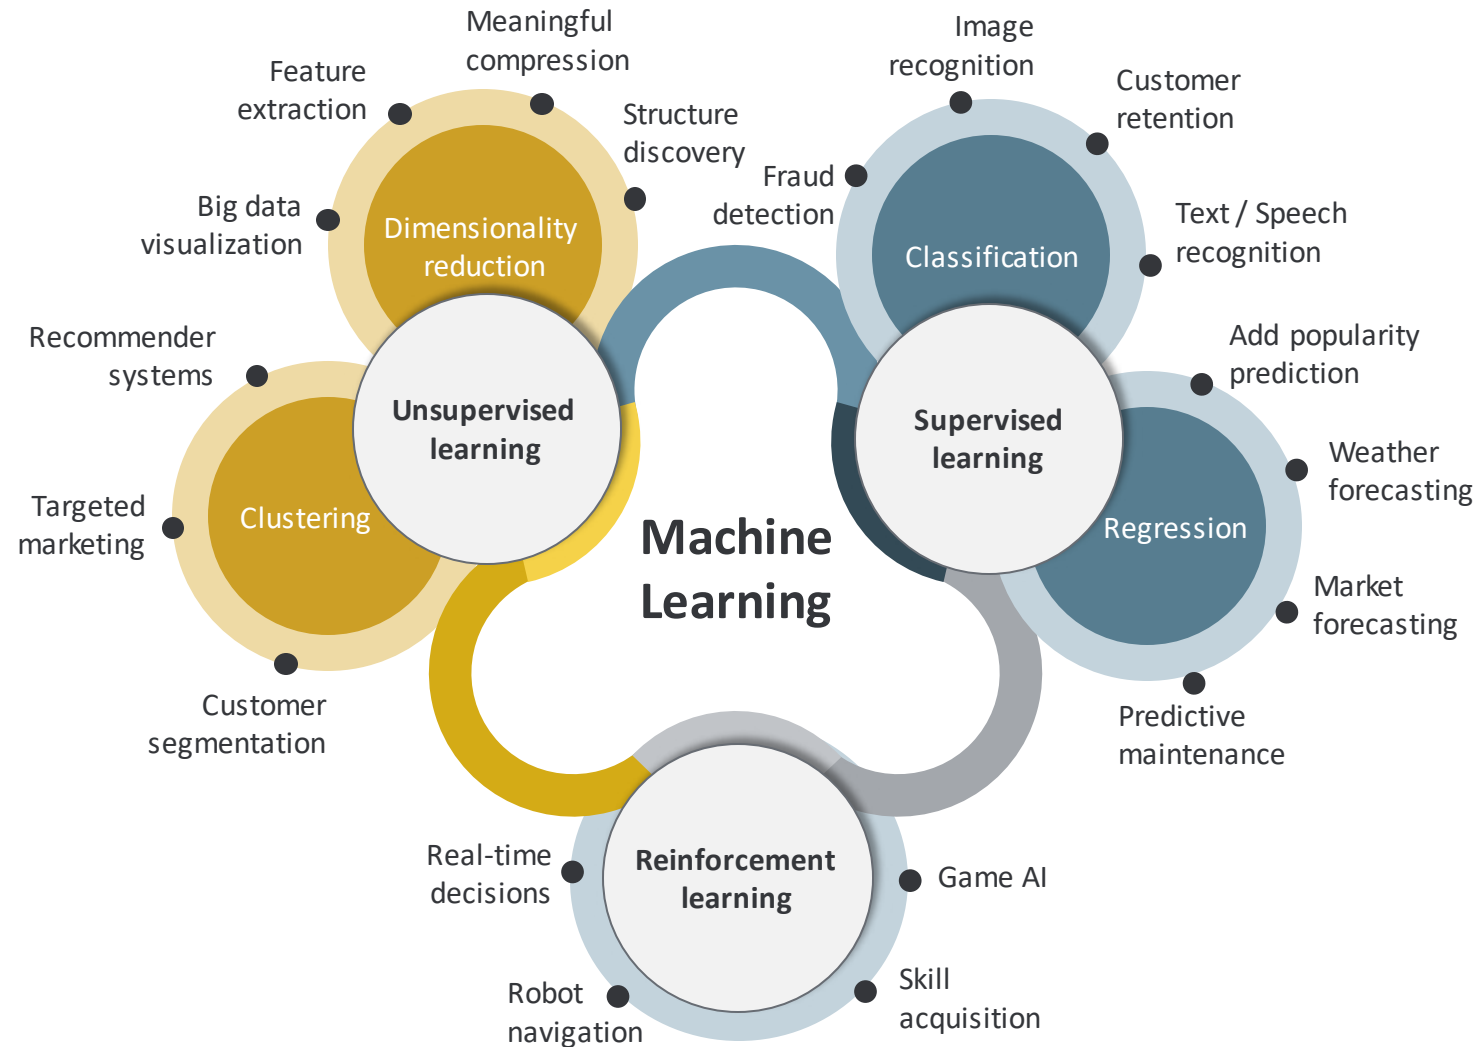 Meaningful
compression
Feature
extraction
Structure
discovery
Big data
visualization
Dimensionality
reduction
Recommender
systems
Unsupervised
learning
Targeted
marketing
Clustering
Customer
segmentation
Image
recognition
Customer
retention
Fraud
detection
Text / Speech
recognition
Classification
Add popularity
prediction
Supervised
learning
Weather
forecasting
Regression
Market
forecasting
Predictive
maintenance
Machine
Learning
Real-time
decisions
Reinforcement
learning
Game AI
Robot
navigation
Skill
acquisition